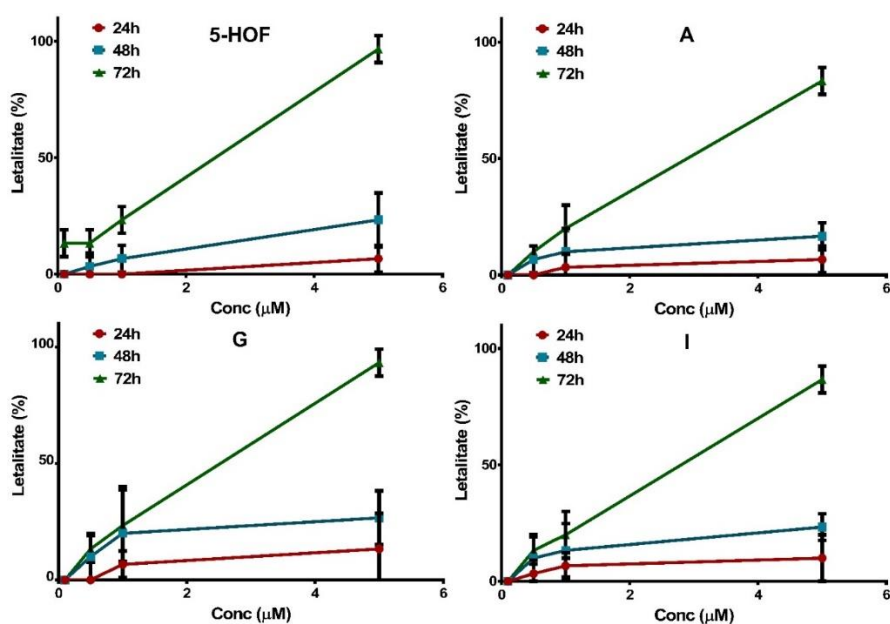 5-HOF
24h
48h
72h
100
50
0
Letalitate (%)
0 2 4 6
Conc (μM)
A
24h
48h
72h
100
50
0
Letalitate (%)
0 2 4 6
Conc (μM)
G
24h
48h
72h
100
50
0
Letalitate (%)
0 2 4 6
Conc (μM)
I
24h
48h
72h
100
50
0
Letalitate (%)
0 2 4 6
Conc (μM)